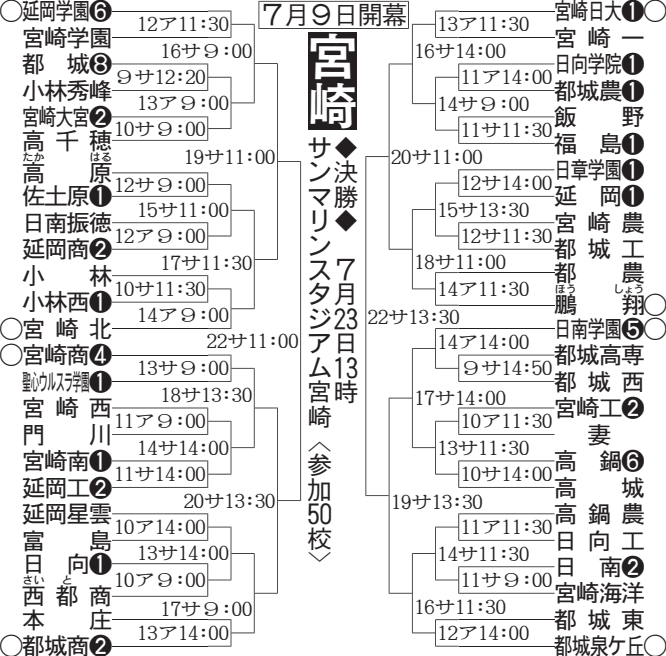 7月9日開幕
宮崎
◆決勝◆ 7月23日13時
サンマリンスタジアム宮崎 〈参加50校〉
○延岡学園❻
宮崎学園
都城❽
小林秀峰
宮崎大宮❷
高千穂
高原
たか はる
佐土原❶
日南振徳
延岡商❷
小林
小林西❶
○宮崎北
○宮崎商❹
聖心ウルスラ学園❶
宮崎西
門川
宮崎南❶
延岡工❷
延岡星雲
富島
日向❶
西都商
さい と
本庄
○都城商❷
12ア11:30
16サ9:00
9サ12:20
13ア9:00
10サ9:00
19サ11:00
12サ9:00
15サ11:00
12ア9:00
17サ11:30
10サ11:30
14ア9:00
22サ11:00
13サ9:00
18サ13:30
11ア9:00
14サ14:00
11サ14:00
20サ13:30
10ア14:00
13サ14:00
10ア9:00
17サ9:00
13ア14:00
13ア11:30
16サ14:00
11ア14:00
14サ9:00
11サ11:30
20サ11:00
12サ14:00
15サ13:30
12サ11:30
18サ11:00
14ア11:30
22サ13:30
14ア14:00
9サ14:50
17サ14:00
10ア11:30
13サ11:30
10サ14:00
19サ13:30
11ア11:30
14サ11:30
11サ9:00
16サ11:30
12ア14:00
宮崎日大❶○
宮崎一
日向学院❶
都城農❶
飯野
福島❶
日章学園❶
延岡❶
宮崎農
都城工
都農
鵬翔○
ほう しょう
日南学園❺○
都城高専
都城西
宮崎工❷
妻
高鍋❻
高城
高鍋農
日向工
日南❷
宮崎海洋
都城東
都城泉ケ丘○